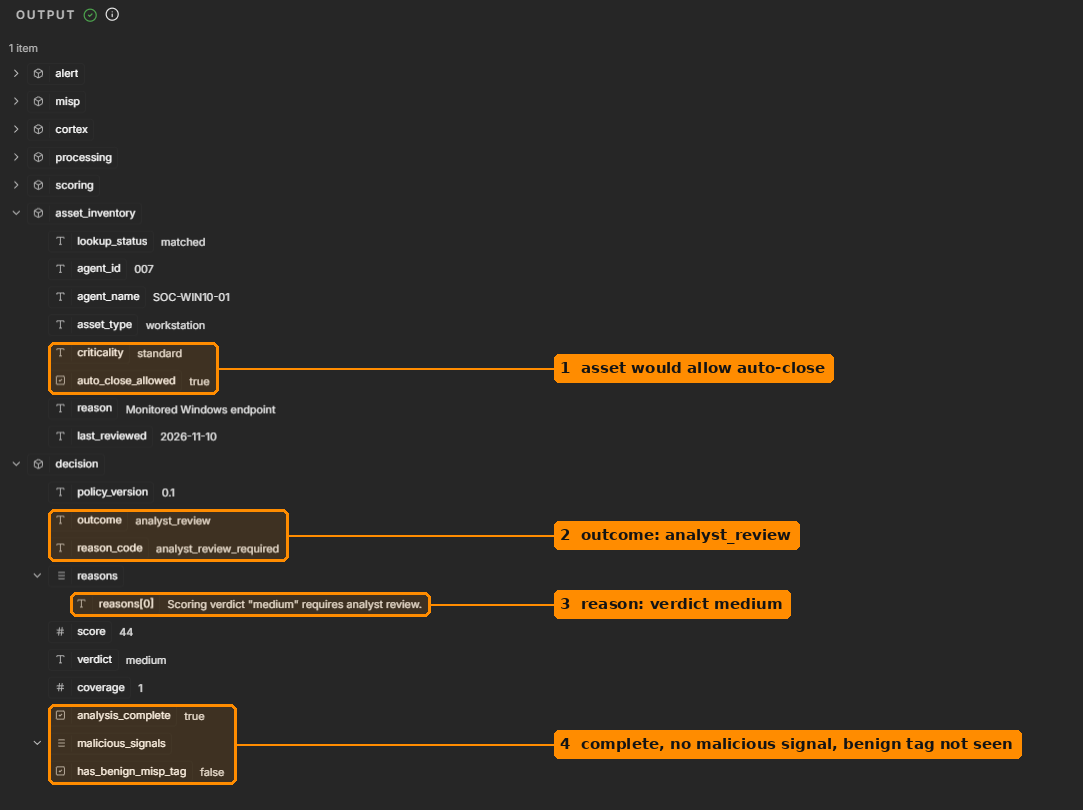 OUTPUT
1 item
alert
misp
cortex
processing
scoring
asset_inventory
lookup_status matched
agent_id 007
agent_name SOC-WIN10-01
asset_type workstation
criticality standard
1 asset would allow auto-close
auto_close_allowed true
reason Monitored Windows endpoint
last_reviewed 2026-11-10
decision
policy_version 0.1
outcome analyst_review
2 outcome: analyst_review
reason_code analyst_review_required
reasons
reasons[0] Scoring verdict "medium" requires analyst review.
3 reason: verdict medium
score 44
verdict medium
coverage 1
analysis_complete true
malicious_signals
4 complete, no malicious signal, benign tag not seen
has_benign_misp_tag false